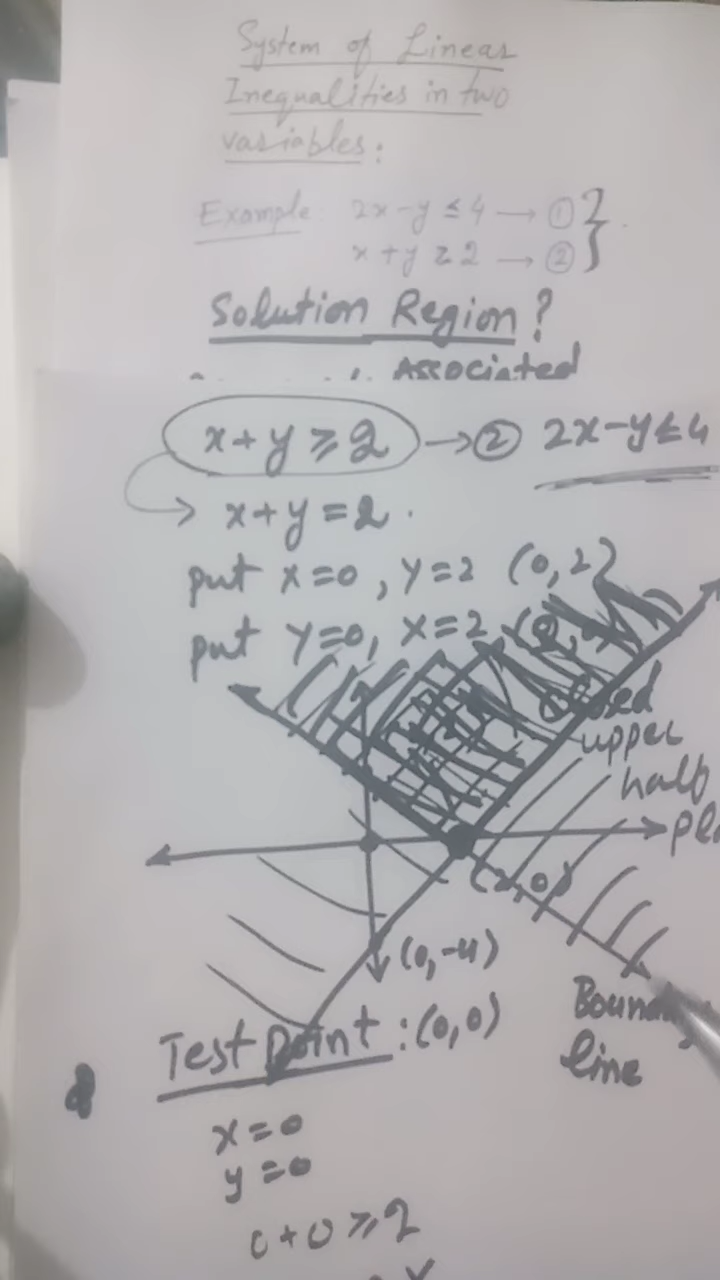 System of Linear
Inequalities in two
variables:
Example: 2x-y ≤ 4 → ① }
x + y ≥ 2 → ② }
Solution Region?
Associated
x+y ≥ 2 → ② 2x-y ≤ 4
→ x+y = 2.
put x=0, y=2 (0,2)
put y=0, x=2
upper
half
(2,0)
(0,-4)
Test Point: (0,0)
line
x=0
y=0
0+0 ≥ 2